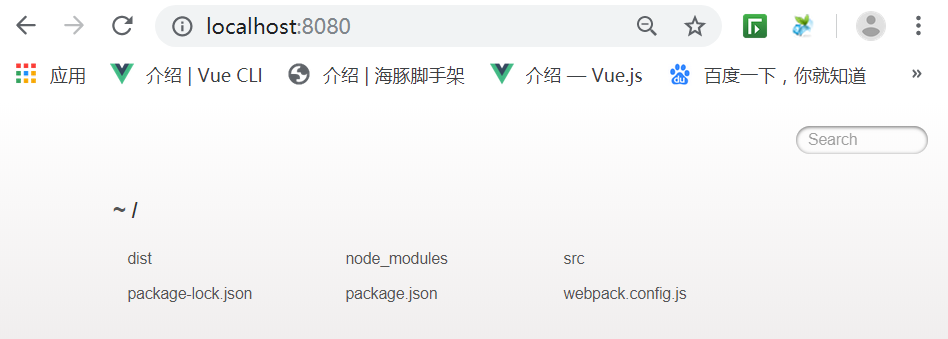 localhost:8080
应用 介绍 | Vue CLI 介绍 | 海豚脚手架 介绍 — Vue.js du 百度一下，你就知道 »
Search
~ /
dist node_modules src
package-lock.json package.json webpack.config.js